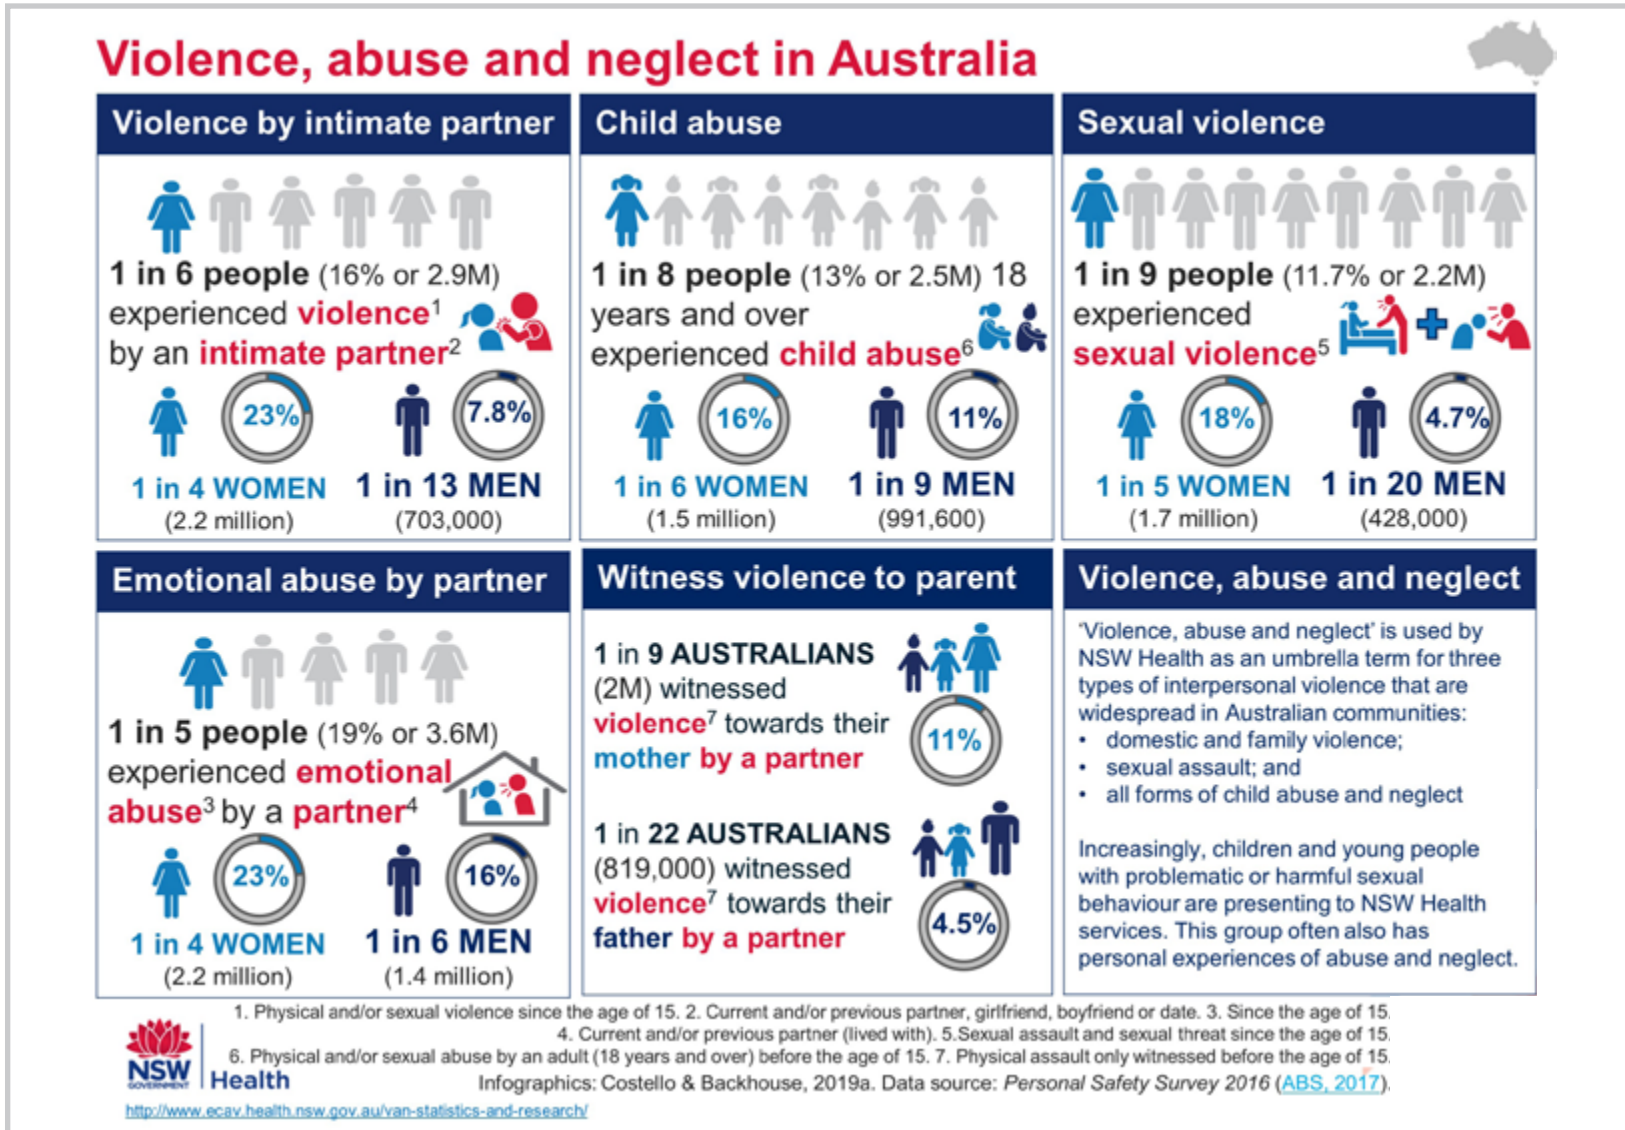 Violence, abuse and neglect in Australia
Violence by intimate partner
1 in 6 people (16% or 2.9M)
experienced violence1
by an intimate partner2
23%
7.8%
1 in 4 WOMEN
1 in 13 MEN
(2.2 million)
(703,000)
Child abuse
1 in 8 people (13% or 2.5M) 18
years and over
experienced child abuse6
16%
11%
1 in 6 WOMEN
1 in 9 MEN
(1.5 million)
(991,600)
Sexual violence
1 in 9 people (11.7% or 2.2M)
experienced
sexual violence5
18%
4.7%
1 in 5 WOMEN
1 in 20 MEN
(1.7 million)
(428,000)
Emotional abuse by partner
1 in 5 people (19% or 3.6M)
experienced emotional
abuse3 by a partner4
23%
16%
1 in 4 WOMEN
1 in 6 MEN
(2.2 million)
(1.4 million)
Witness violence to parent
1 in 9 AUSTRALIANS
(2M) witnessed
violence7 towards their
mother by a partner
11%
1 in 22 AUSTRALIANS
(819,000) witnessed
violence7 towards their
father by a partner
4.5%
Violence, abuse and neglect
'Violence, abuse and neglect' is used by
NSW Health as an umbrella term for three
types of interpersonal violence that are
widespread in Australian communities:
• domestic and family violence;
• sexual assault; and
• all forms of child abuse and neglect
Increasingly, children and young people
with problematic or harmful sexual
behaviour are presenting to NSW Health
services. This group often also has
personal experiences of abuse and neglect.
1. Physical and/or sexual violence since the age of 15. 2. Current and/or previous partner, girlfriend, boyfriend or date. 3. Since the age of 15.
4. Current and/or previous partner (lived with). 5.Sexual assault and sexual threat since the age of 15.
6. Physical and/or sexual abuse by an adult (18 years and over) before the age of 15. 7. Physical assault only witnessed before the age of 15.
Infographics: Costello & Backhouse, 2019a. Data source: Personal Safety Survey 2016 (ABS, 2017).
NSW
GOVERNMENT
Health
http://www.ecav.health.nsw.gov.au/van-statistics-and-research/